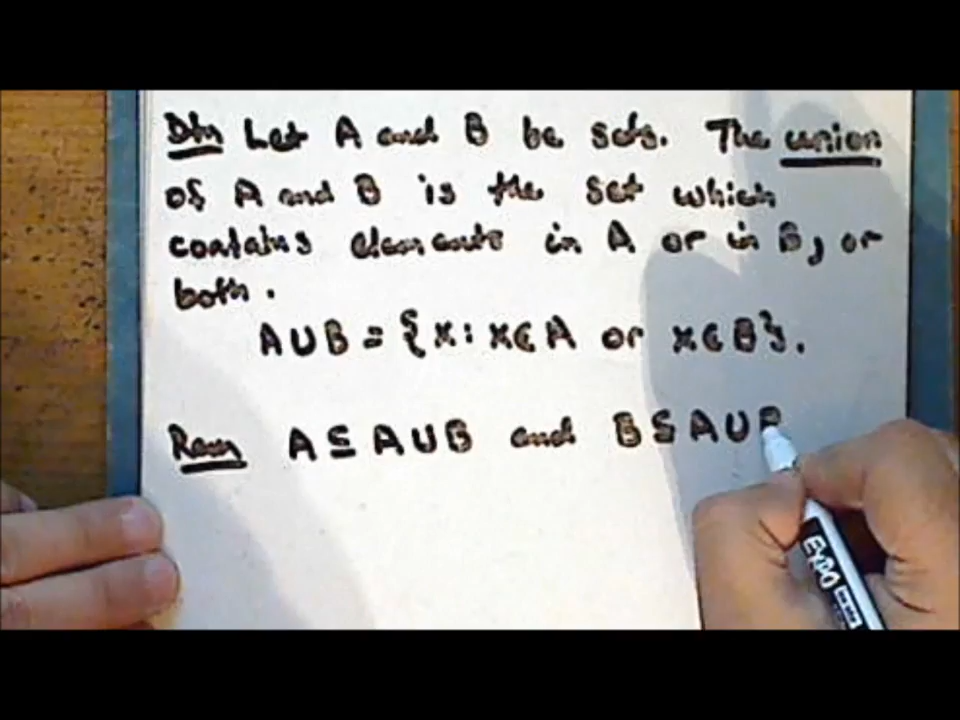 Dfn Let A and B be sets. The union
of A and B is the set which
contains elements in A or in B, or
both.
A∪B = {x : x∈A or x∈B}.
Rem A ⊆ A∪B and B ⊆ A∪B
EXPO